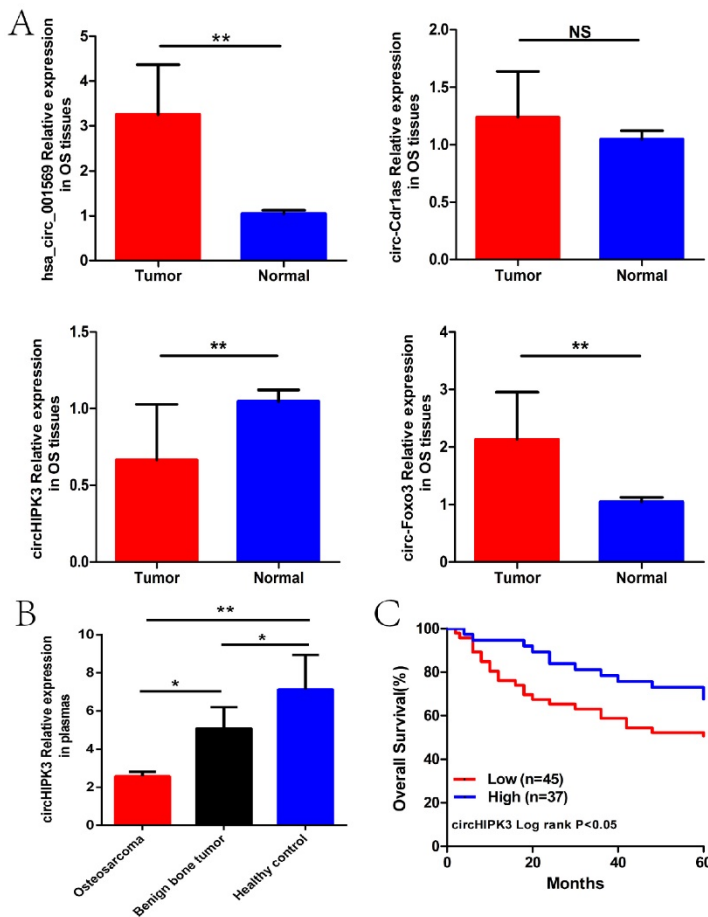 A
hsa_circ_001569 Relative expression
in OS tissues
5
4
3
2
1
0
**
Tumor
Normal
circ-Cdr1as Relative expression
in OS tissues
2.0
1.5
1.0
0.5
0.0
NS
Tumor
Normal
circHIPK3 Relative expression
in OS tissues
1.5
1.0
0.5
0.0
**
Tumor
Normal
circ-Foxo3 Relative expression
in OS tissues
4
3
2
1
0
**
Tumor
Normal
B
circHIPK3 Relative expression
in plasmas
10
8
6
4
2
0
**
*
*
Osteosarcoma
Benign bone tumor
Healthy control
C
Overall Survival(%)
100
80
60
40
20
0
Low (n=45)
High (n=37)
circHIPK3 Log rank P<0.05
0
20
40
60
Months